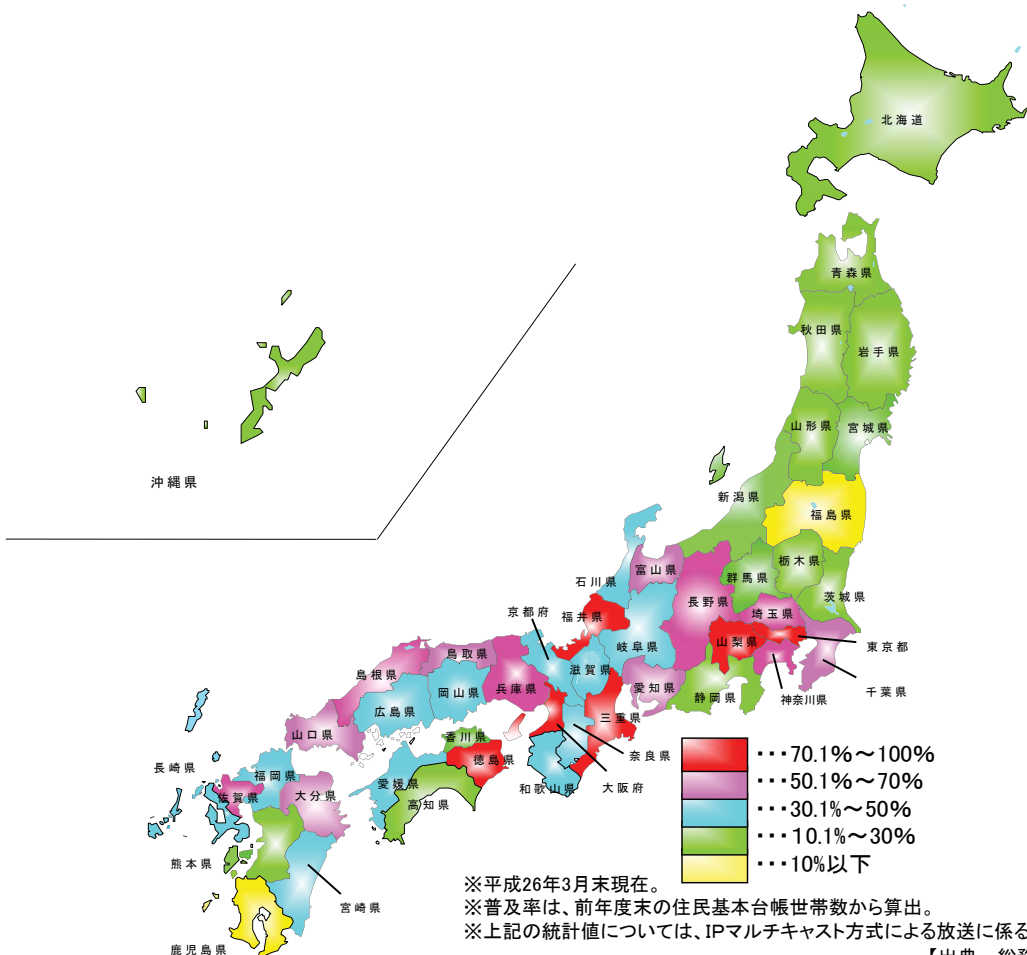 北海道
青森県
秋田県
岩手県
山形県
宮城県
沖縄県
新潟県
福島県
栃木県
群馬県
茨城県
富山県
石川県
長野県
埼玉県
京都府
福井県
山梨県
東京都
岐阜県
滋賀県
鳥取県
島根県
兵庫県
岡山県
愛知県
静岡県
神奈川県
千葉県
広島県
三重県
山口県
香川県
奈良県
徳島県
長崎県
福岡県
愛媛県
和歌山県
大阪府
佐賀県
大分県
高知県
熊本県
宮崎県
鹿児島県
･･･70.1%~100%
･･･50.1%~70%
･･･30.1%~50%
･･･10.1%~30%
･･･10%以下
※平成26年3月末現在。
※普及率は、前年度末の住民基本台帳世帯数から算出。
※上記の統計値については、IPマルチキャスト方式による放送に係る
【出典 総務